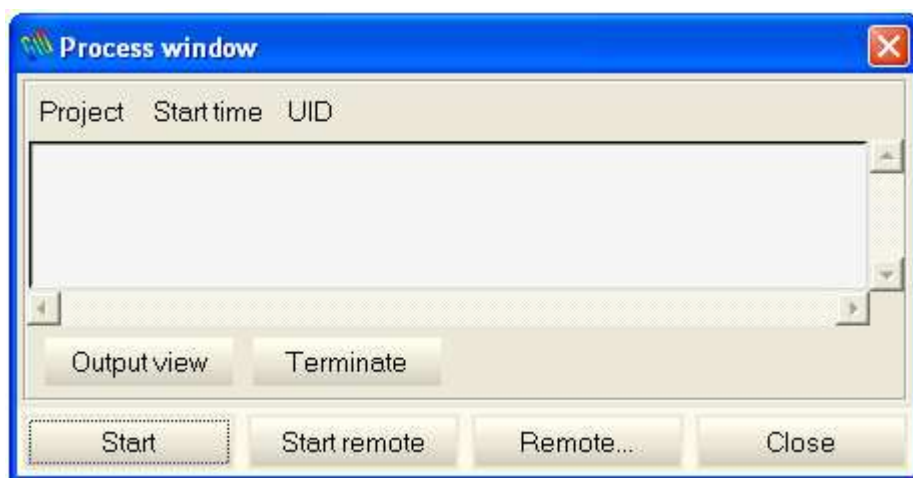 Process window
Project Start time UID
Output view Terminate
Start Start remote Remote... Close